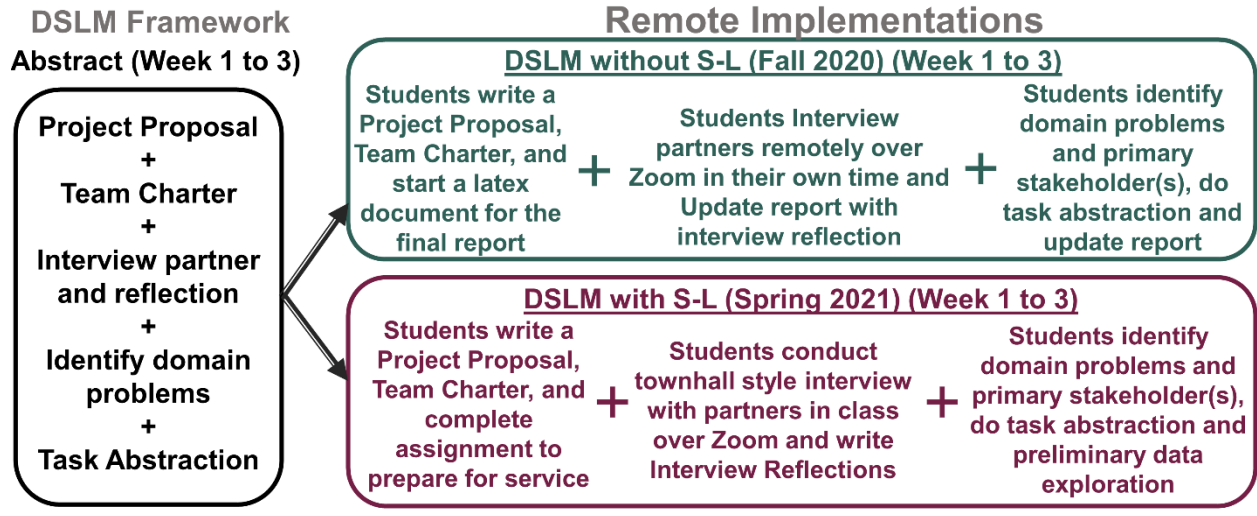 DSLM Framework
Abstract (Week 1 to 3)
Project Proposal
+
Team Charter
+
Interview partner
and reflection
+
Identify domain
problems
+
Task Abstraction
Remote Implementations
DSLM without S-L (Fall 2020) (Week 1 to 3)
Students write a
Project Proposal,
Team Charter, and
start a latex
document for the
final report
+
Students Interview
partners remotely over
Zoom in their own time and
Update report with
interview reflection
+
Students identify
domain problems
and primary
stakeholder(s), do
task abstraction and
update report
DSLM with S-L (Spring 2021) (Week 1 to 3)
Students write a
Project Proposal,
Team Charter, and
complete
assignment to
prepare for service
+
Students conduct
townhall style interview
with partners in class
over Zoom and write
Interview Reflections
+
Students identify
domain problems and
primary stakeholder(s),
do task abstraction and
preliminary data
exploration